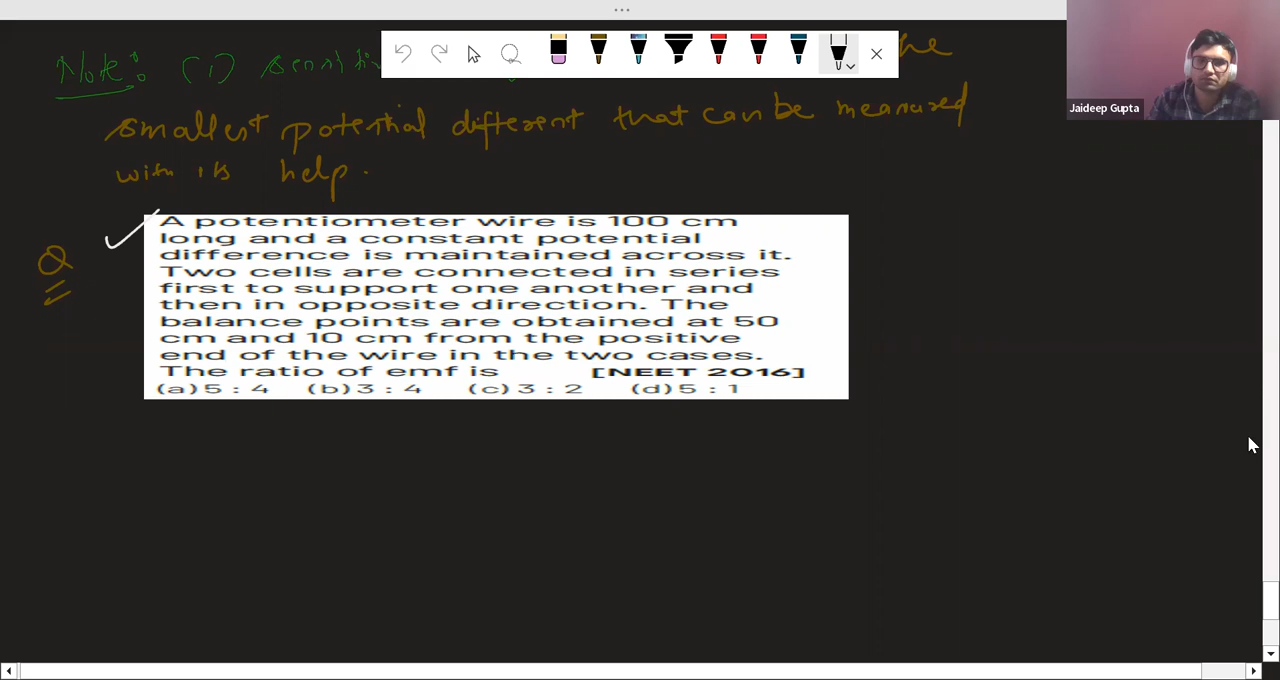 Jaideep Gupta
Note: (1) sensiti he
smallest potential different that can be measured
with its help.
Q
A potentiometer wire is 100 cm
long and a constant potential
difference is maintained across it.
Two cells are connected in series
first to support one another and
then in opposite direction. The
balance points are obtained at 50
cm and 10 cm from the positive
end of the wire in the two cases.
The ratio of emf is [NEET 2016]
(a) 5 : 4 (b) 3 : 4 (c) 3 : 2 (d) 5 : 1